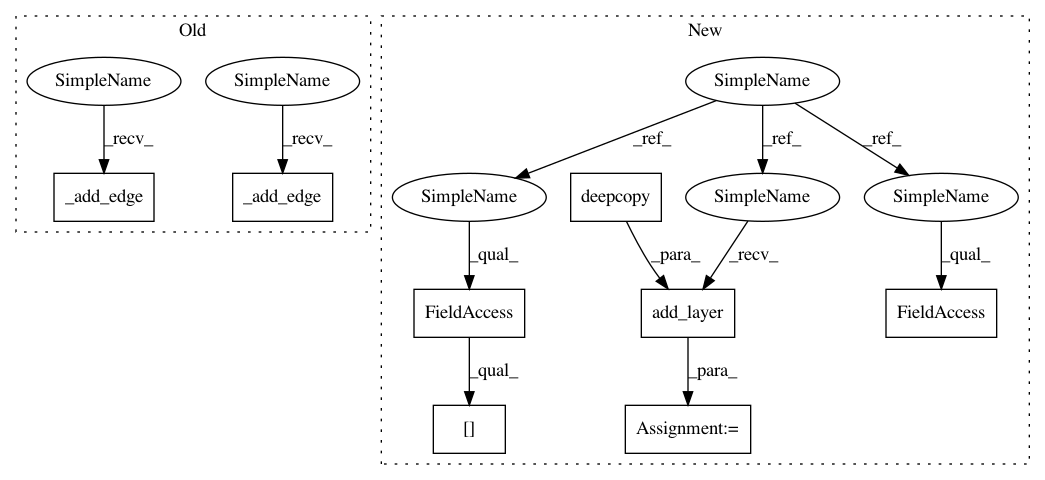 Old
New
SimpleName
SimpleName
SimpleName
_recv_
_recv_
_ref_
_ref_
_ref_
_add_edge
_add_edge
SimpleName
deepcopy
SimpleName
SimpleName
_qual_
_para_
_recv_
_qual_
FieldAccess
add_layer
FieldAccess
_qual_
_para_
[]
Assignment:=